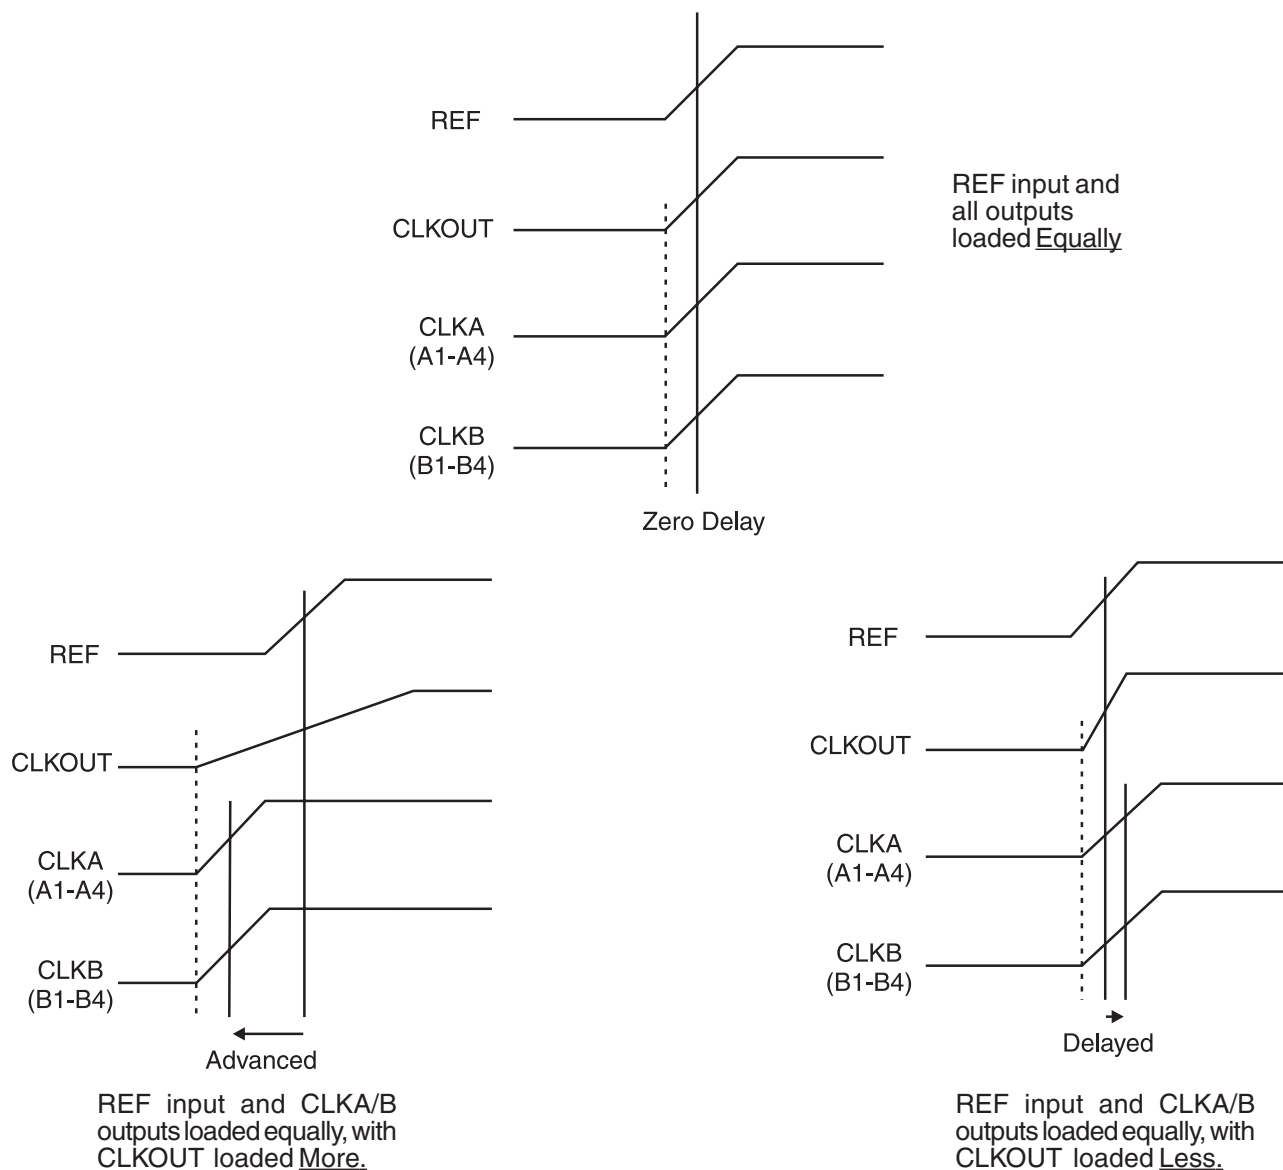 REF
CLKOUT
CLKA
(A1-A4)
CLKB
(B1-B4)
REF input and
all outputs
loaded Equally
Zero Delay
REF
CLKOUT
CLKA
(A1-A4)
CLKB
(B1-B4)
Advanced
REF input and CLKA/B
outputs loaded equally, with
CLKOUT loaded More.
REF
CLKOUT
CLKA
(A1-A4)
CLKB
(B1-B4)
Delayed
REF input and CLKA/B
outputs loaded equally, with
CLKOUT loaded Less.